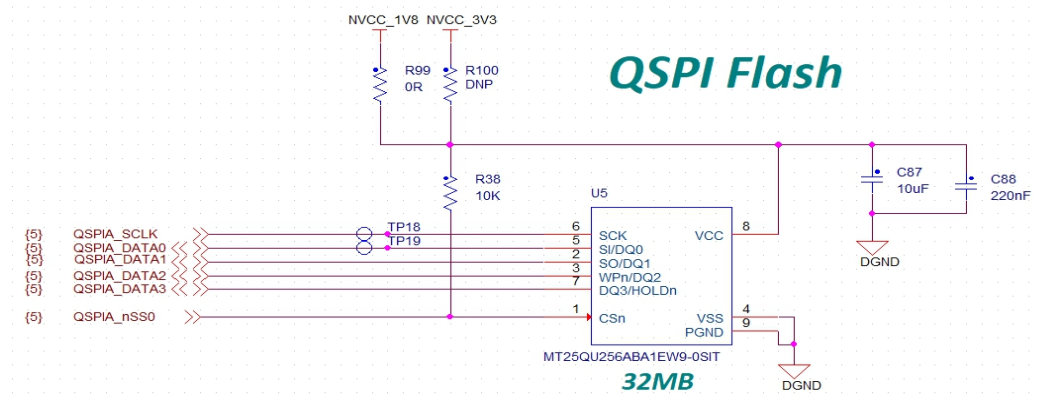 NVCC_1V8 NVCC_3V3
R99
0R
R100
DNP
QSPI Flash
R38
10K
C87
10uF
C88
220nF
DGND
U5
TP18
TP19
{5} QSPIA_SCLK
{5} QSPIA_DATA0
{5} QSPIA_DATA1
{5} QSPIA_DATA2
{5} QSPIA_DATA3
{5} QSPIA_nSS0
6 SCK
5 SI/DQ0
2 SO/DQ1
3 WPn/DQ2
7 DQ3/HOLDn
1 CSn
VCC 8
VSS 4
PGND 9
MT25QU256ABA1EW9-0SIT
32MB
DGND